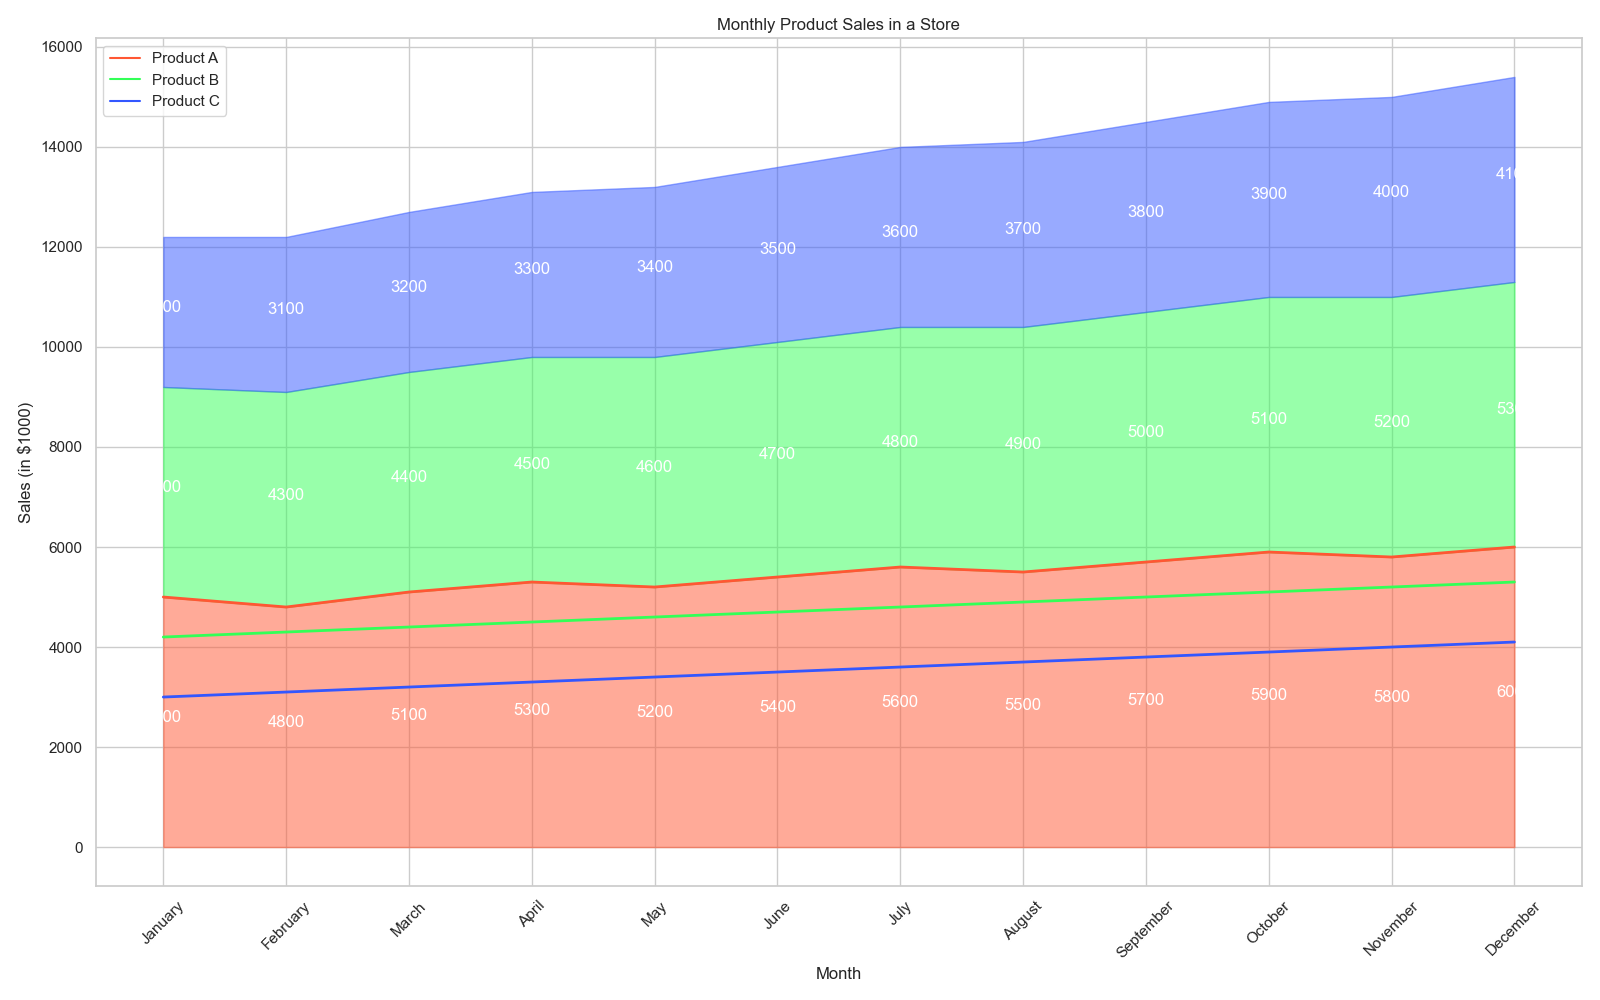 Monthly Product Sales in a Store
Product A
Product B
Product C
Sales (in $1000)
16000
14000
12000
10000
8000
6000
4000
2000
0
3100
3200
3300
3400
3500
3600
3700
3800
3900
4000
4300
4400
4500
4600
4700
4800
4900
5000
5100
5200
4800
5100
5300
5200
5400
5600
5500
5700
5900
5800
January
February
March
April
May
June
July
August
September
October
November
December
Month